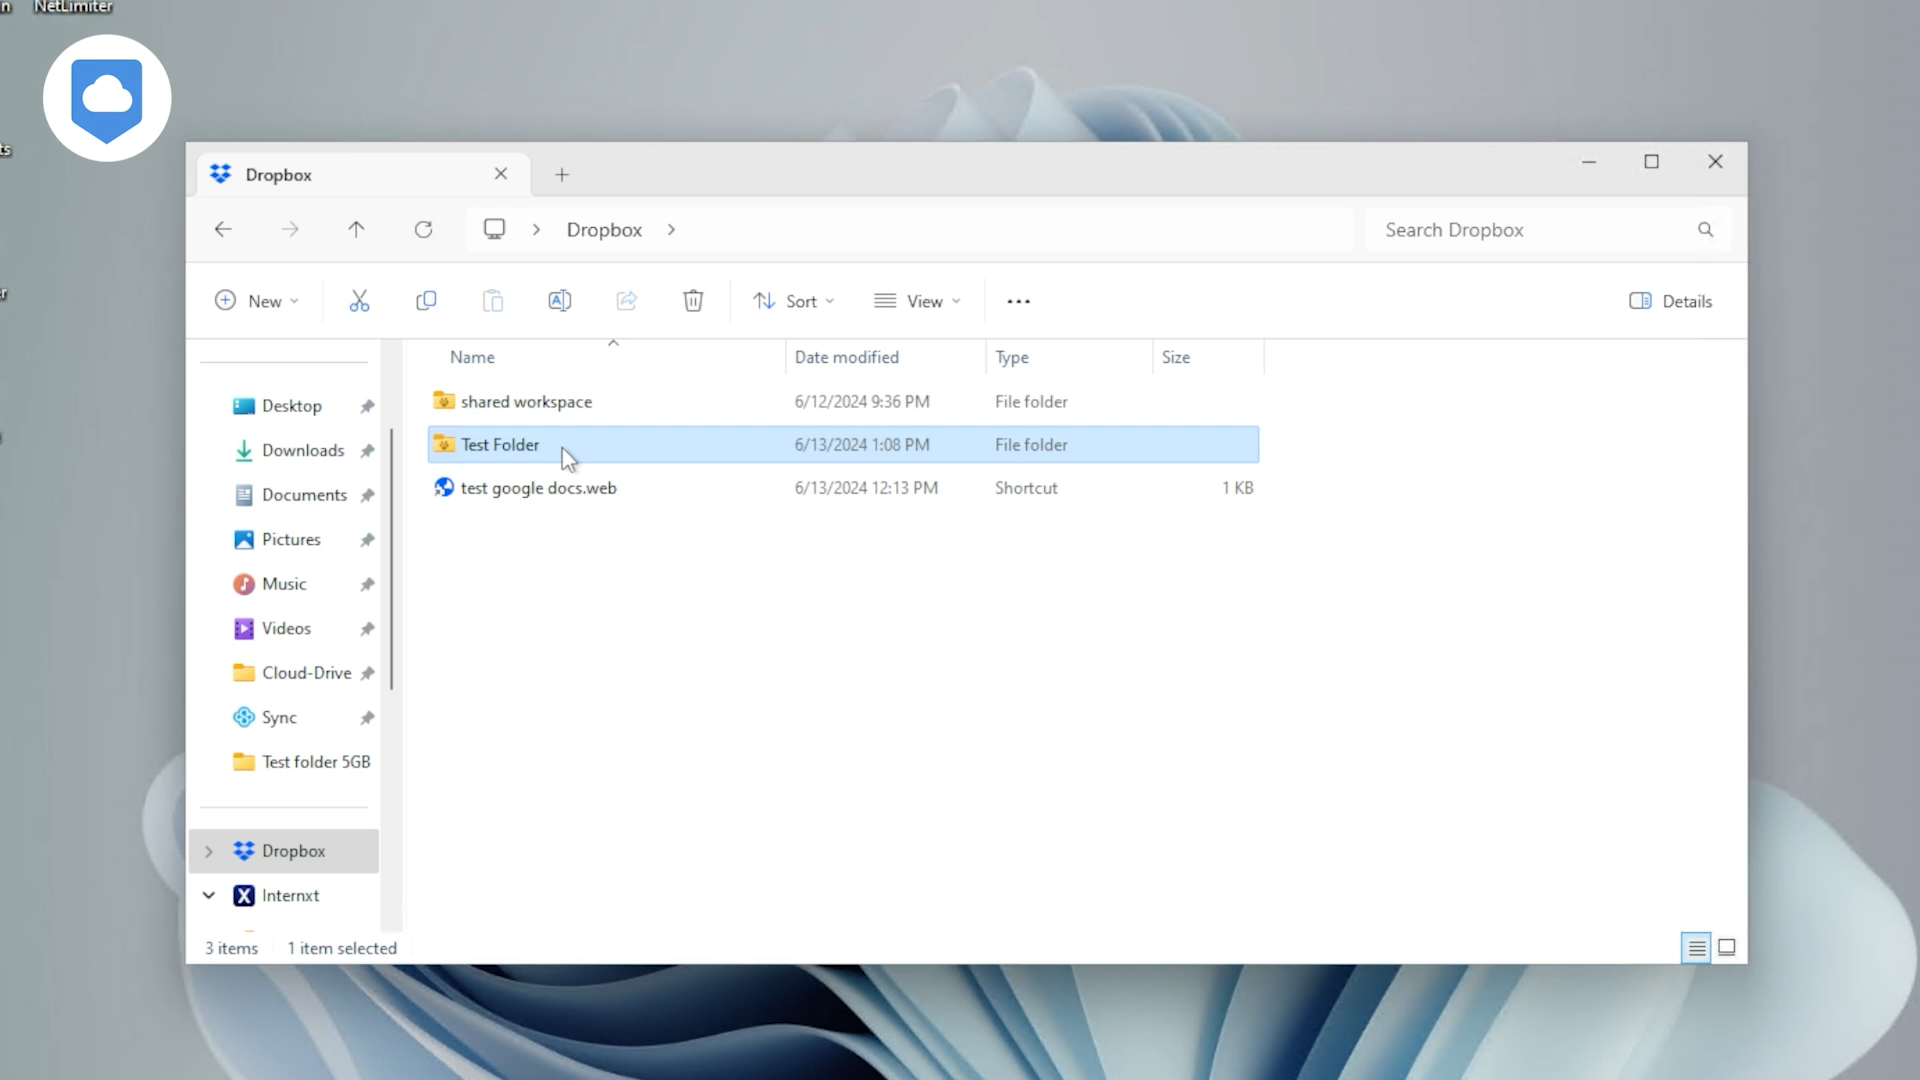 n NetLimiter
ts
er
Dropbox
Dropbox
Search Dropbox
New
Sort
View
Details
Name Date modified Type Size
shared workspace 6/12/2024 9:36 PM File folder
Test Folder 6/13/2024 1:08 PM File folder
test google docs.web 6/13/2024 12:13 PM Shortcut 1 KB
Desktop
Downloads
Documents
Pictures
Music
Videos
Cloud-Drive
Sync
Test folder 5GB
Dropbox
Internxt
3 items 1 item selected